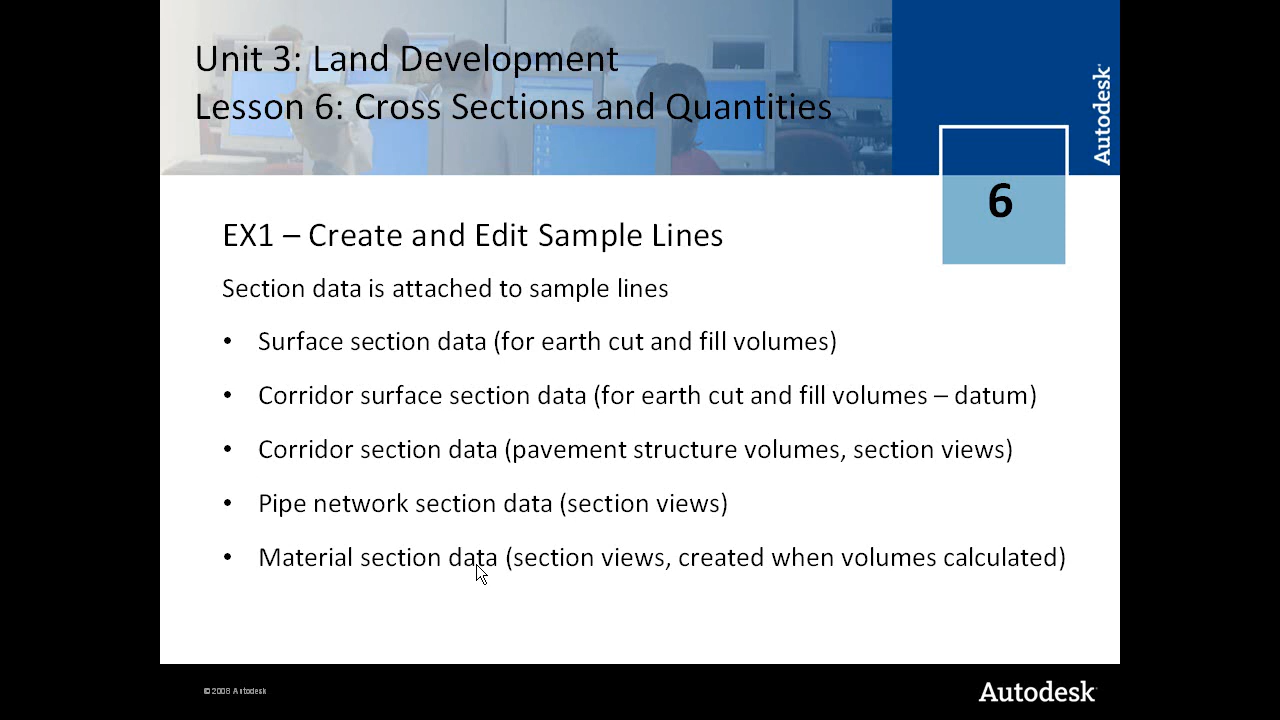 Unit 3: Land Development
Lesson 6: Cross Sections and Quantities
Autodesk
6
EX1 – Create and Edit Sample Lines
Section data is attached to sample lines
• Surface section data (for earth cut and fill volumes)
• Corridor surface section data (for earth cut and fill volumes – datum)
• Corridor section data (pavement structure volumes, section views)
• Pipe network section data (section views)
• Material section data (section views, created when volumes calculated)
© 2008 Autodesk
Autodesk